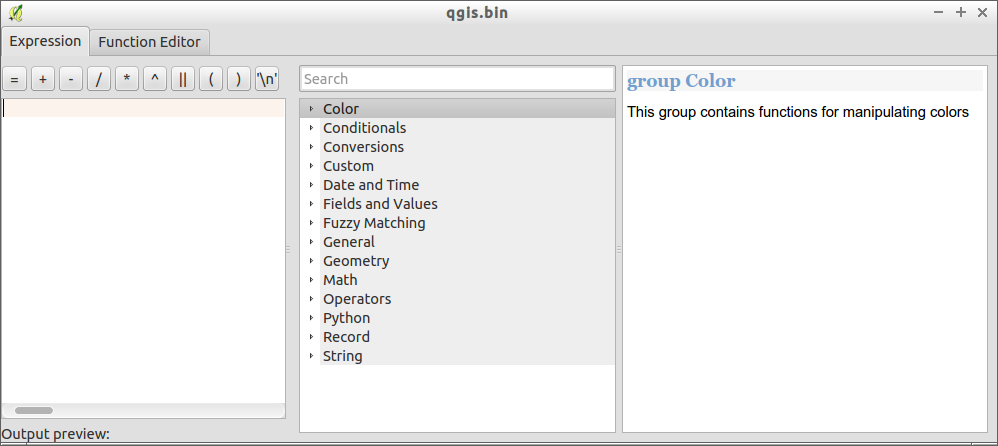 qgis.bin
Expression Function Editor
= + - / * ^ || ( ) '\n'
Search
Color
Conditionals
Conversions
Custom
Date and Time
Fields and Values
Fuzzy Matching
General
Geometry
Math
Operators
Python
Record
String
group Color
This group contains functions for manipulating colors
Output preview: